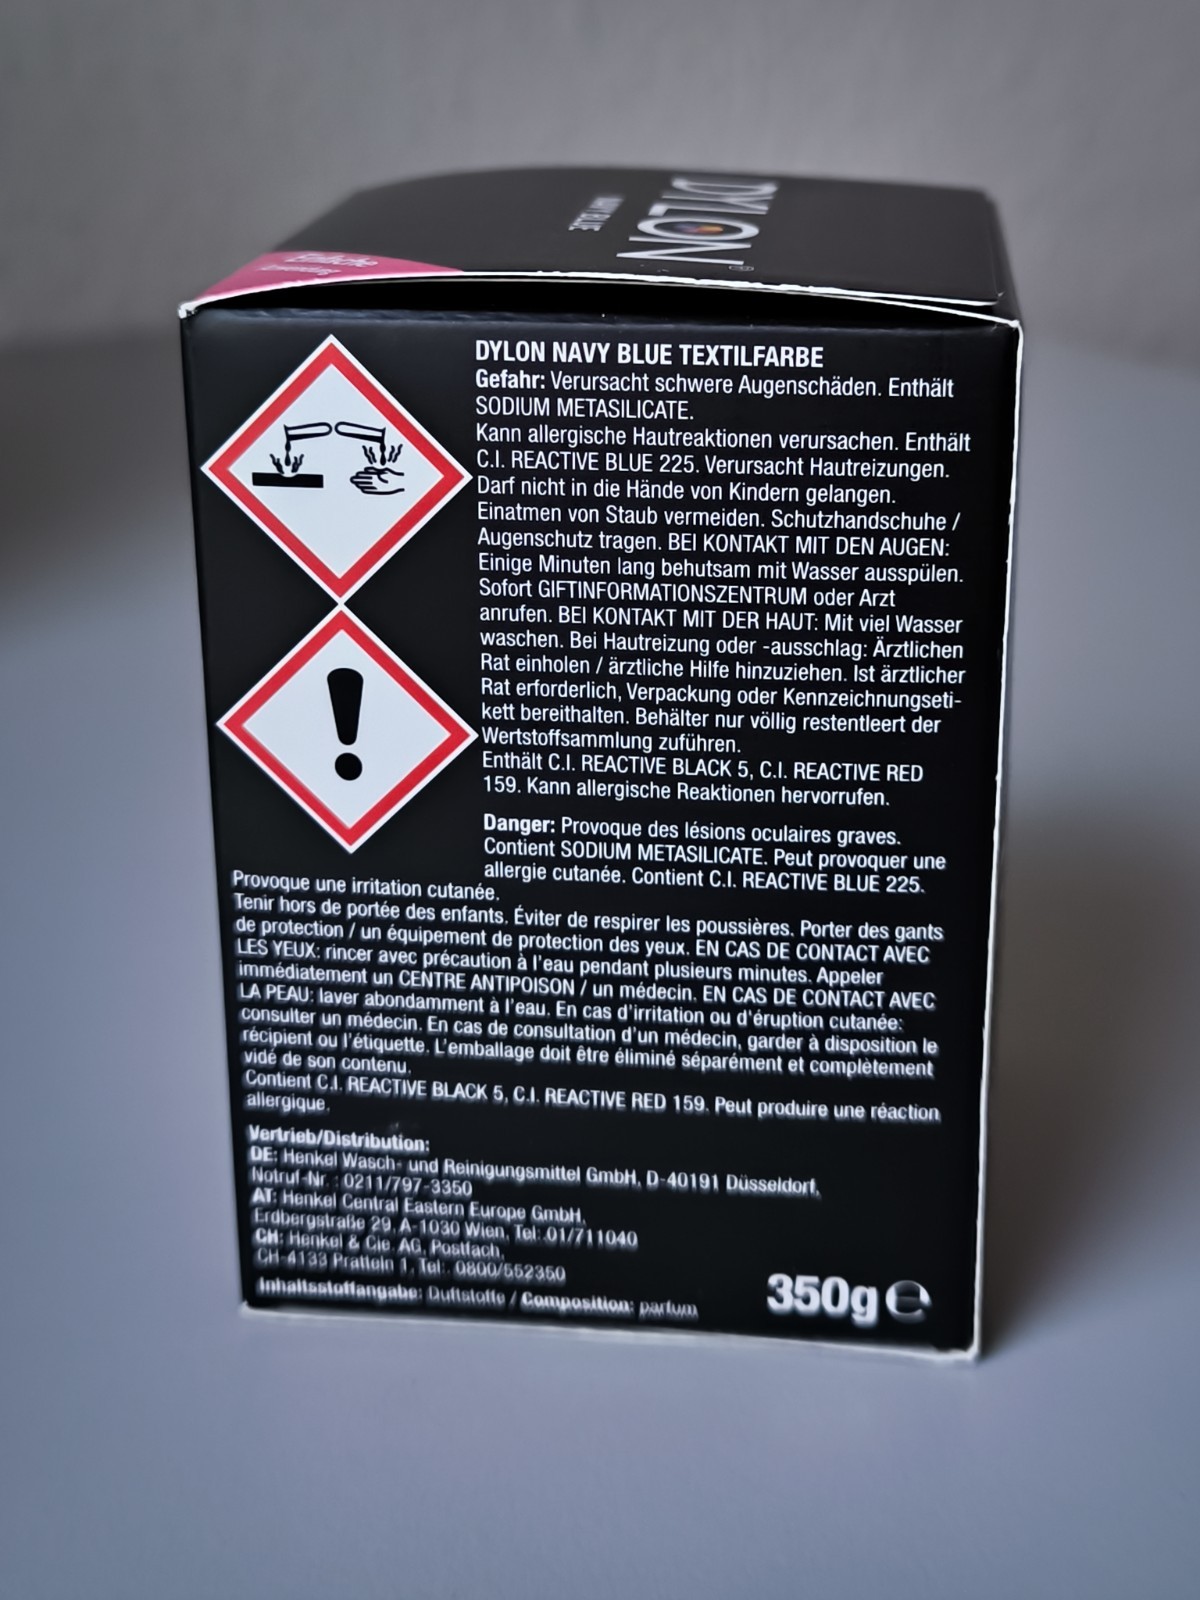 DYLON
NAVY BLUE
DYLON NAVY BLUE TEXTILFARBE
Gefahr: Verursacht schwere Augenschäden. Enthält
SODIUM METASILICATE.
Kann allergische Hautreaktionen verursachen. Enthält
C.I. REACTIVE BLUE 225. Verursacht Hautreizungen.
Darf nicht in die Hände von Kindern gelangen.
Einatmen von Staub vermeiden. Schutzhandschuhe /
Augenschutz tragen. BEI KONTAKT MIT DEN AUGEN:
Einige Minuten lang behutsam mit Wasser ausspülen.
Sofort GIFTINFORMATIONSZENTRUM oder Arzt
anrufen. BEI KONTAKT MIT DER HAUT: Mit viel Wasser
waschen. Bei Hautreizung oder -ausschlag: Ärztlichen
Rat einholen / ärztliche Hilfe hinzuziehen. Ist ärztlicher
Rat erforderlich, Verpackung oder Kennzeichnungseti-
kett bereithalten. Behälter nur völlig restentleert der
Wertstoffsammlung zuführen.
Enthält C.I. REACTIVE BLACK 5, C.I. REACTIVE RED
159. Kann allergische Reaktionen hervorrufen.
Danger: Provoque des lésions oculaires graves.
Contient SODIUM METASILICATE. Peut provoquer une
allergie cutanée. Contient C.I. REACTIVE BLUE 225.
Provoque une irritation cutanée.
Tenir hors de portée des enfants. Éviter de respirer les poussières. Porter des gants
de protection / un équipement de protection des yeux. EN CAS DE CONTACT AVEC
LES YEUX: rincer avec précaution à l'eau pendant plusieurs minutes. Appeler
immédiatement un CENTRE ANTIPOISON / un médecin. EN CAS DE CONTACT AVEC
LA PEAU: laver abondamment à l'eau. En cas d'irritation ou d'éruption cutanée:
consulter un médecin. En cas de consultation d'un médecin, garder à disposition le
récipient ou l'étiquette. L'emballage doit être éliminé séparément et complètement
vidé de son contenu.
Contient C.I. REACTIVE BLACK 5, C.I. REACTIVE RED 159. Peut produire une réaction
allergique.
Vertrieb/Distribution:
DE: Henkel Wasch- und Reinigungsmittel GmbH, D-40191 Düsseldorf,
Notruf-Nr.: 0211/797-3350
AT: Henkel Central Eastern Europe GmbH,
Erdbergstraße 29, A-1030 Wien, Tel: 01/711040
CH: Henkel & Cie. AG, Postfach,
CH-4133 Pratteln 1, Tel.: 0800/552350
Inhaltsstoffangabe: Duftstoffe / Composition: parfum
350g ℮